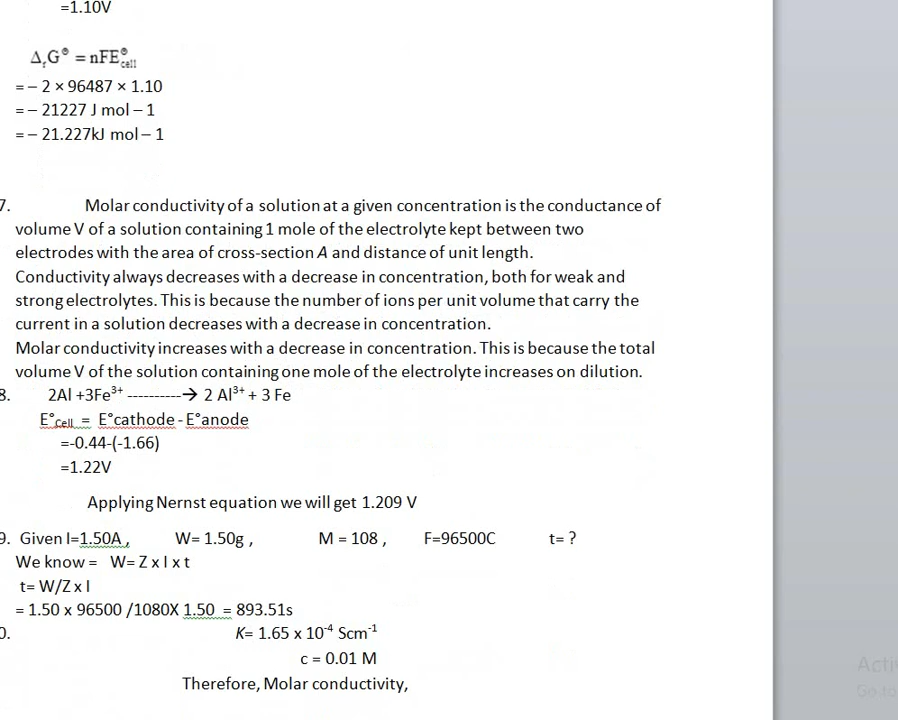 =1.10V
ΔrG° = nFE°cell
= – 2 × 96487 × 1.10
= – 21227 J mol – 1
= – 21.227kJ mol – 1
7. Molar conductivity of a solution at a given concentration is the conductance of
volume V of a solution containing 1 mole of the electrolyte kept between two
electrodes with the area of cross-section A and distance of unit length.
Conductivity always decreases with a decrease in concentration, both for weak and
strong electrolytes. This is because the number of ions per unit volume that carry the
current in a solution decreases with a decrease in concentration.
Molar conductivity increases with a decrease in concentration. This is because the total
volume V of the solution containing one mole of the electrolyte increases on dilution.
8. 2Al +3Fe³⁺ ----------→ 2 Al³⁺ + 3 Fe
E°cell = E°cathode - E°anode
=-0.44-(-1.66)
=1.22V
Applying Nernst equation we will get 1.209 V
9. Given I=1.50A , W= 1.50g , M = 108 , F=96500C t= ?
We know = W= Z x I x t
t= W/Z x I
= 1.50 x 96500 /1080X 1.50 = 893.51s
0. K= 1.65 x 10⁻⁴ Scm⁻¹
c = 0.01 M
Therefore, Molar conductivity,
Acti
Go to